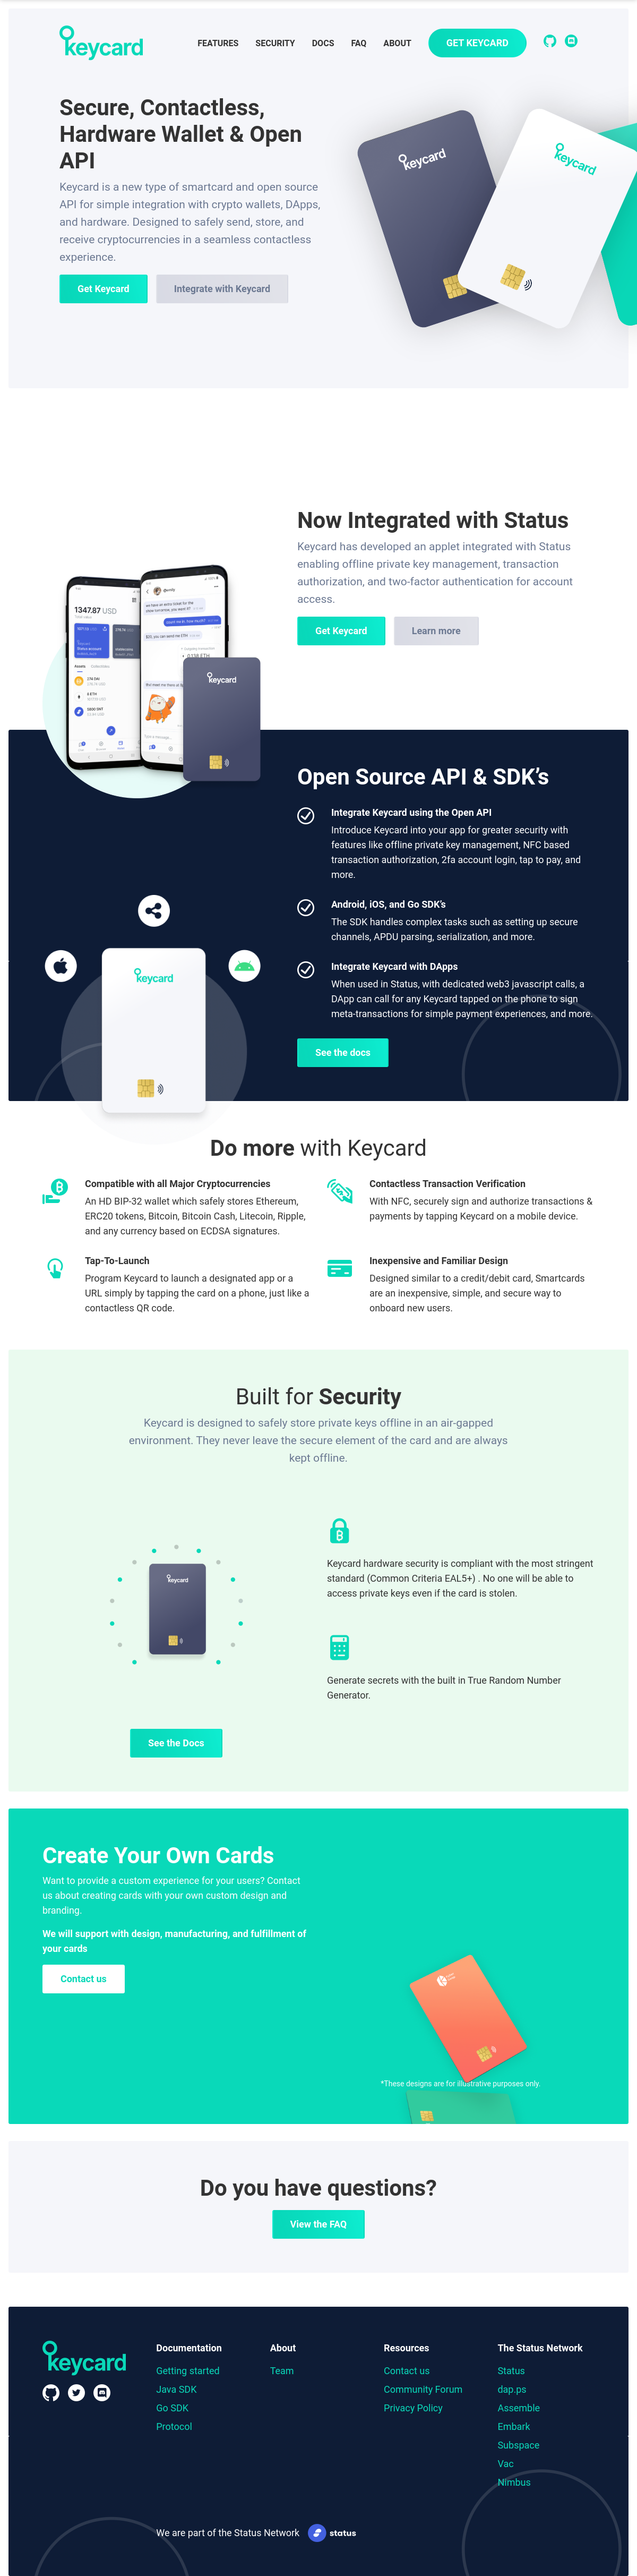 keycard
FEATURES SECURITY DOCS FAQ ABOUT GET KEYCARD
Secure, Contactless,
Hardware Wallet & Open
API
Keycard is a new type of smartcard and open source
API for simple integration with crypto wallets, DApps,
and hardware. Designed to safely send, store, and
receive cryptocurrencies in a seamless contactless
experience.
Get Keycard Integrate with Keycard
keycard
keycard
Now Integrated with Status
Keycard has developed an applet integrated with Status
enabling offline private key management, transaction
authorization, and two-factor authentication for account
access.
Get Keycard Learn more
1347.87 USD
keycard
Open Source API & SDK’s
Integrate Keycard using the Open API
Introduce Keycard into your app for greater security with
features like offline private key management, NFC based
transaction authorization, 2fa account login, tap to pay, and
more.
Android, iOS, and Go SDK’s
The SDK handles complex tasks such as setting up secure
channels, APDU parsing, serialization, and more.
Integrate Keycard with DApps
When used in Status, with dedicated web3 javascript calls, a
DApp can call for any Keycard tapped on the phone to sign
meta-transactions for simple payment experiences, and more.
See the docs
keycard
Do more with Keycard
Compatible with all Major Cryptocurrencies
An HD BIP-32 wallet which safely stores Ethereum,
ERC20 tokens, Bitcoin, Bitcoin Cash, Litecoin, Ripple,
and any currency based on ECDSA signatures.
Contactless Transaction Verification
With NFC, securely sign and authorize transactions &
payments by tapping Keycard on a mobile device.
Tap-To-Launch
Program Keycard to launch a designated app or a
URL simply by tapping the card on a phone, just like a
contactless QR code.
Inexpensive and Familiar Design
Designed similar to a credit/debit card, Smartcards
are an inexpensive, simple, and secure way to
onboard new users.
Built for Security
Keycard is designed to safely store private keys offline in an air-gapped
environment. They never leave the secure element of the card and are always
kept offline.
keycard
Keycard hardware security is compliant with the most stringent
standard (Common Criteria EAL5+) . No one will be able to
access private keys even if the card is stolen.
Generate secrets with the built in True Random Number
Generator.
See the Docs
Create Your Own Cards
Want to provide a custom experience for your users? Contact
us about creating cards with your own custom design and
branding.
We will support with design, manufacturing, and fulfillment of
your cards
Contact us
*These designs are for illustrative purposes only.
Do you have questions?
View the FAQ
keycard
Documentation
Getting started
Java SDK
Go SDK
Protocol
About
Team
Resources
Contact us
Community Forum
Privacy Policy
The Status Network
Status
dap.ps
Assemble
Embark
Subspace
Vac
Nimbus
We are part of the Status Network status